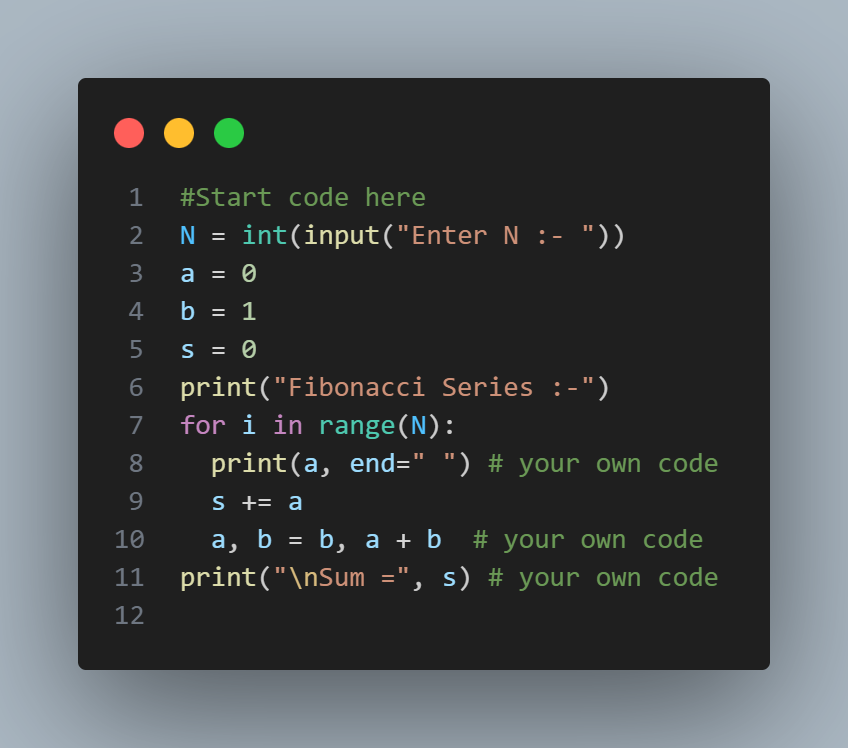 1 #Start code here
2 N = int(input("Enter N :- "))
3 a = 0
4 b = 1
5 s = 0
6 print("Fibonacci Series :-")
7 for i in range(N):
8   print(a, end=" ") # your own code
9   s += a
10   a, b = b, a + b  # your own code
11 print("\nSum =", s) # your own code
12